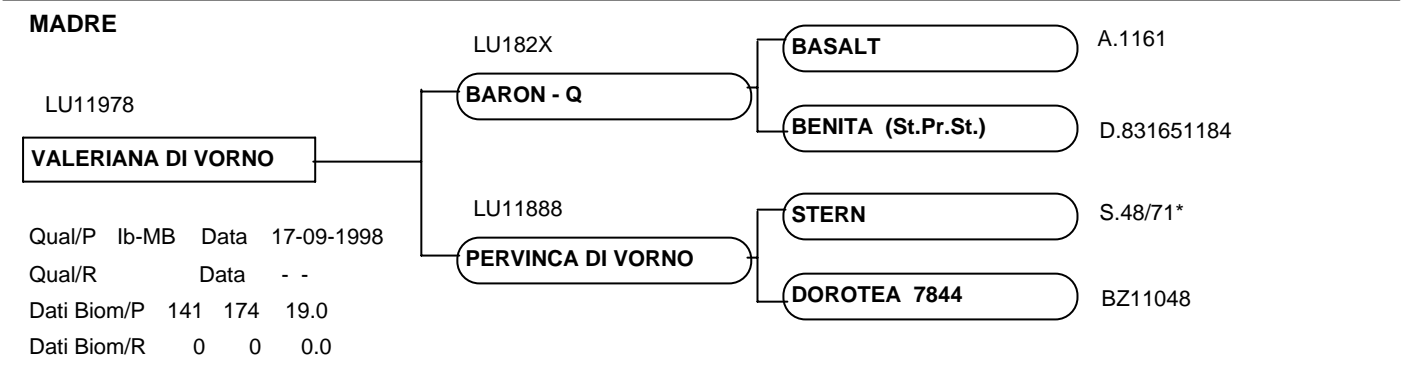 MADRE
LU11978
VALERIANA DI VORNO
Qual/P Ib-MB Data 17-09-1998
Qual/R Data - -
Dati Biom/P 141 174 19.0
Dati Biom/R 0 0 0.0
LU182X
BARON - Q
LU11888
PERVINCA DI VORNO
BASALT A.1161
BENITA (St.Pr.St.) D.831651184
STERN S.48/71*
DOROTEA 7844 BZ11048